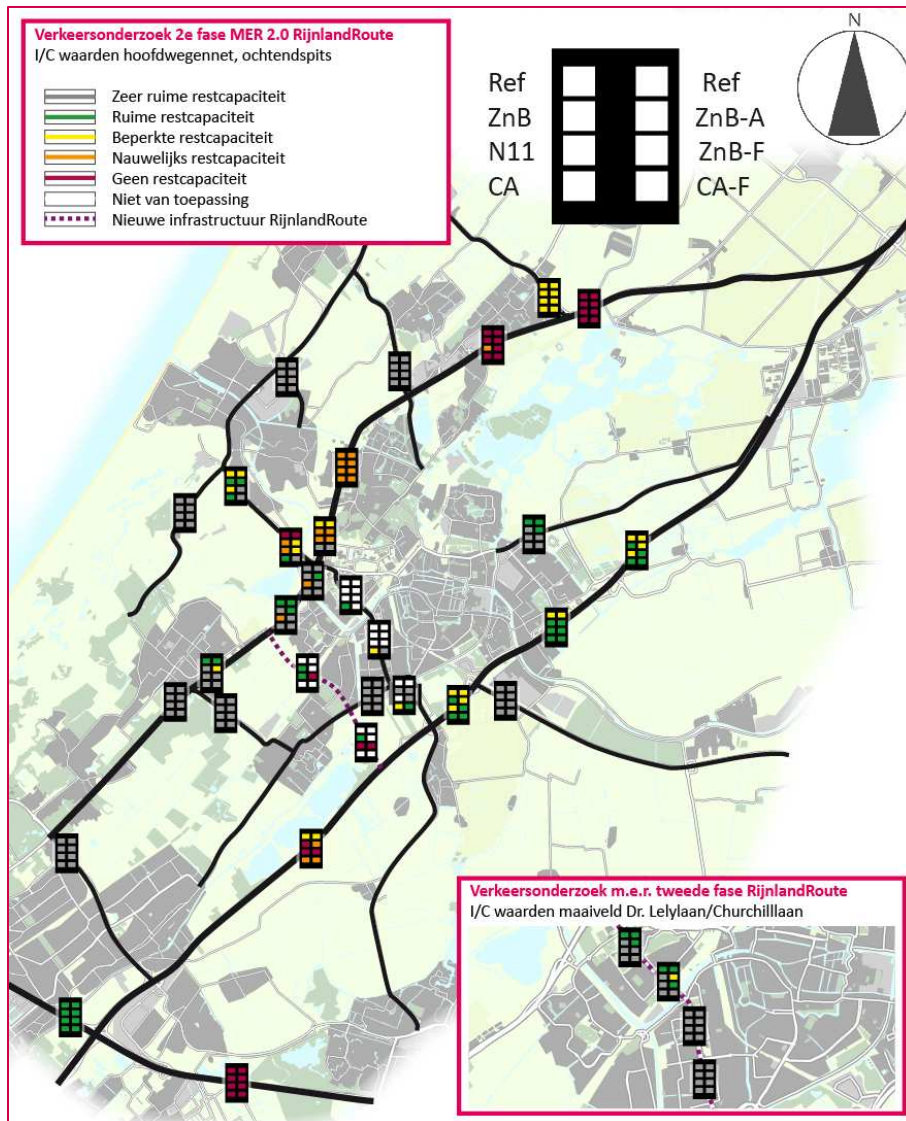 Verkeersonderzoek 2e fase MER 2.0 RijnlandRoute
I/C waarden hoofdwegennet, ochtendspits
Zeer ruime restcapaciteit
Ruime restcapaciteit
Beperkte restcapaciteit
Nauwelijks restcapaciteit
Geen restcapaciteit
Niet van toepassing
Nieuwe infrastructuur RijnlandRoute
Ref Ref
ZnB ZnB-A
N11 ZnB-F
CA CA-F
N
Verkeersonderzoek m.e.r. tweede fase RijnlandRoute
I/C waarden maaiveld Dr. Lelylaan/Churchilllaan